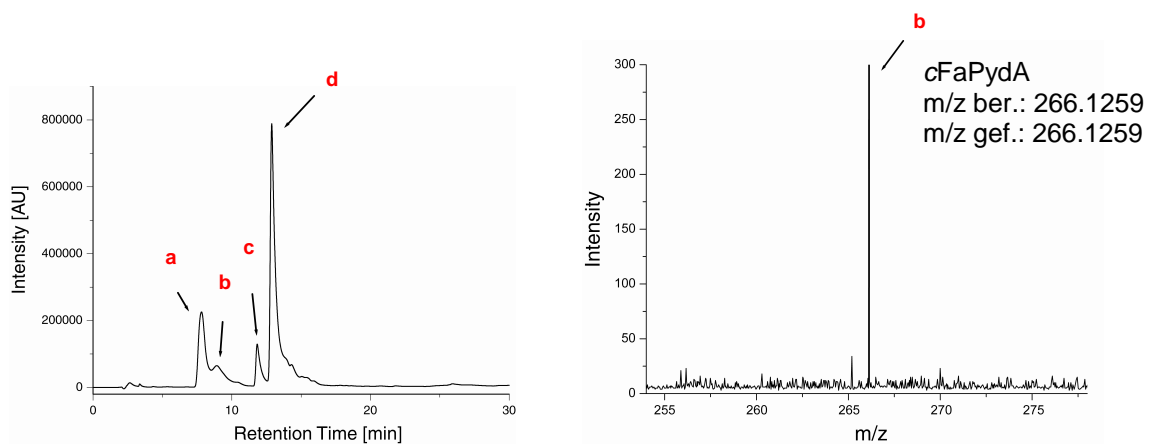 d
c
a
b
Intensity [AU]
800000
600000
400000
200000
0
0
10
20
30
Retention Time [min]
b
cFaPydA
m/z ber.: 266.1259
m/z gef.: 266.1259
Intensity
300
250
200
150
100
50
0
255
260
265
270
275
m/z